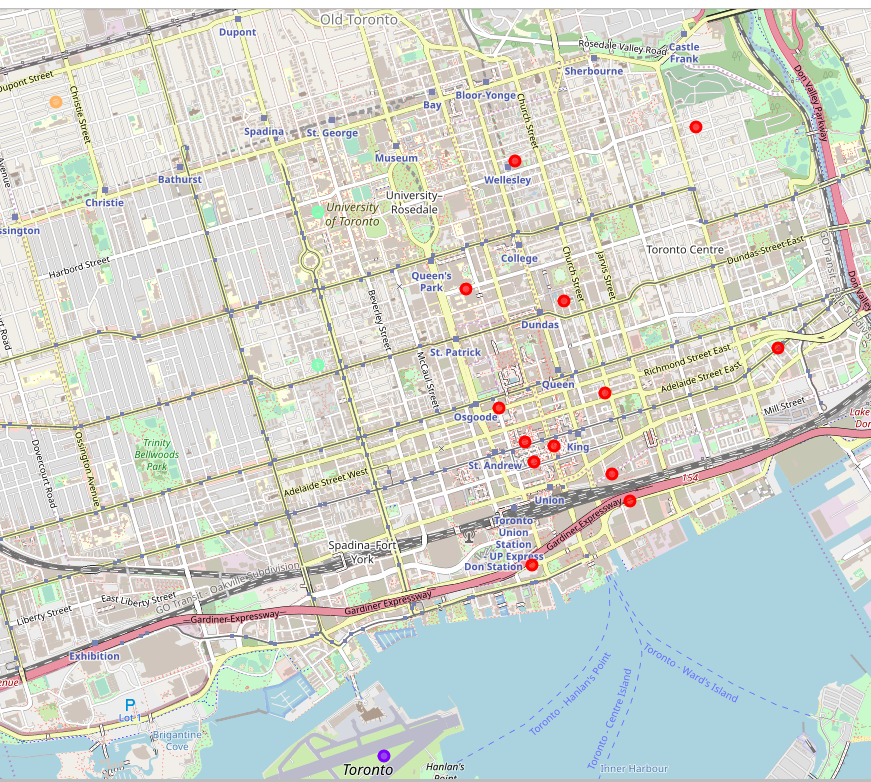 Old Toronto
Dupont
Rosedale Valley Road
Castle
Frank
Dupont Street
Sherbourne
Don Valley Parkway
Christie Street
Bloor-Yonge
Bay
Church Street
Spadina
St. George
Museum
Wellesley
Bathurst
Christie
University–
Rosedale
University
of Toronto
ssington
Avenue
Harbord Street
College
Toronto Centre
Dundas Street East
Church Street
Jarvis Street
Queen's
Park
Beverley Street
Dundas
St. Patrick
McCaul Street
Richmond Street East
Adelaide Street East
Queen
Mill Street
Osgoode
King
Trinity
Bellwoods
Park
Ossington Avenue
Dovercourt Road
St. Andrew
Adelaide Street West
154
Union
Gardiner Expressway
Toronto
Union
Station
UP Express
Don Station
Spadina–Fort
York
GO Transit - Oakville Subdivision
East Liberty Street
Liberty Street
Gardiner Expressway
Gardiner Expressway
Exhibition
Toronto - Hanlan's Point
Toronto - Centre Island
Toronto - Ward's Island
P
Lot 1
Brigantine
Cove
Toronto
Hanlan's
Point
Inner Harbour